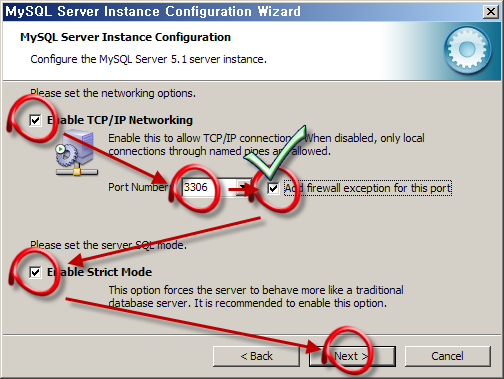 MySQL Server Instance Configuration Wizard
MySQL Server Instance Configuration
Configure the MySQL Server 5.1 server instance.
Please set the networking options.
Enable TCP/IP Networking
Enable this to allow TCP/IP connections. When disabled, only local
connections through named pipes are allowed.
Port Number: 3306 Add firewall exception for this port
Please set the server SQL mode.
Enable Strict Mode
This option forces the server to behave more like a traditional
database server. It is recommended to enable this option.
< Back Next > Cancel